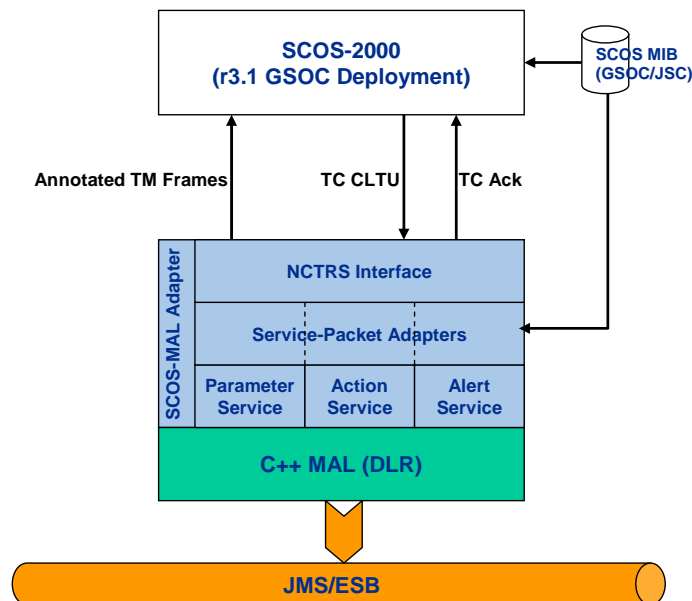 SCOS-2000
(r3.1 GSOC Deployment)
SCOS MIB
(GSOC/JSC)
Annotated TM Frames
TC CLTU
TC Ack
SCOS-MAL Adapter
NCTRS Interface
Service-Packet Adapters
Parameter
Service
Action
Service
Alert
Service
C++ MAL (DLR)
JMS/ESB